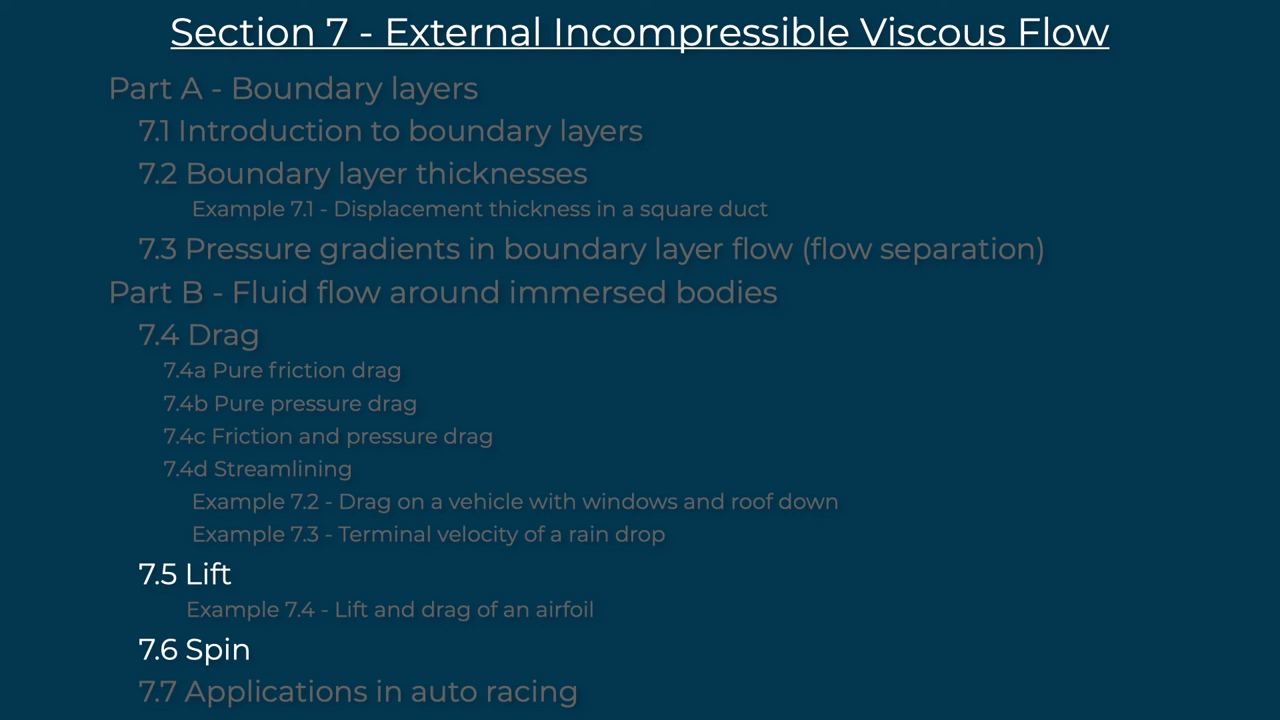 Section 7 - External Incompressible Viscous Flow
Part A - Boundary layers
7.1 Introduction to boundary layers
7.2 Boundary layer thicknesses
Example 7.1 - Displacement thickness in a square duct
7.3 Pressure gradients in boundary layer flow (flow separation)
Part B - Fluid flow around immersed bodies
7.4 Drag
7.4a Pure friction drag
7.4b Pure pressure drag
7.4c Friction and pressure drag
7.4d Streamlining
Example 7.2 - Drag on a vehicle with windows and roof down
Example 7.3 - Terminal velocity of a rain drop
7.5 Lift
Example 7.4 - Lift and drag of an airfoil
7.6 Spin
7.7 Applications in auto racing